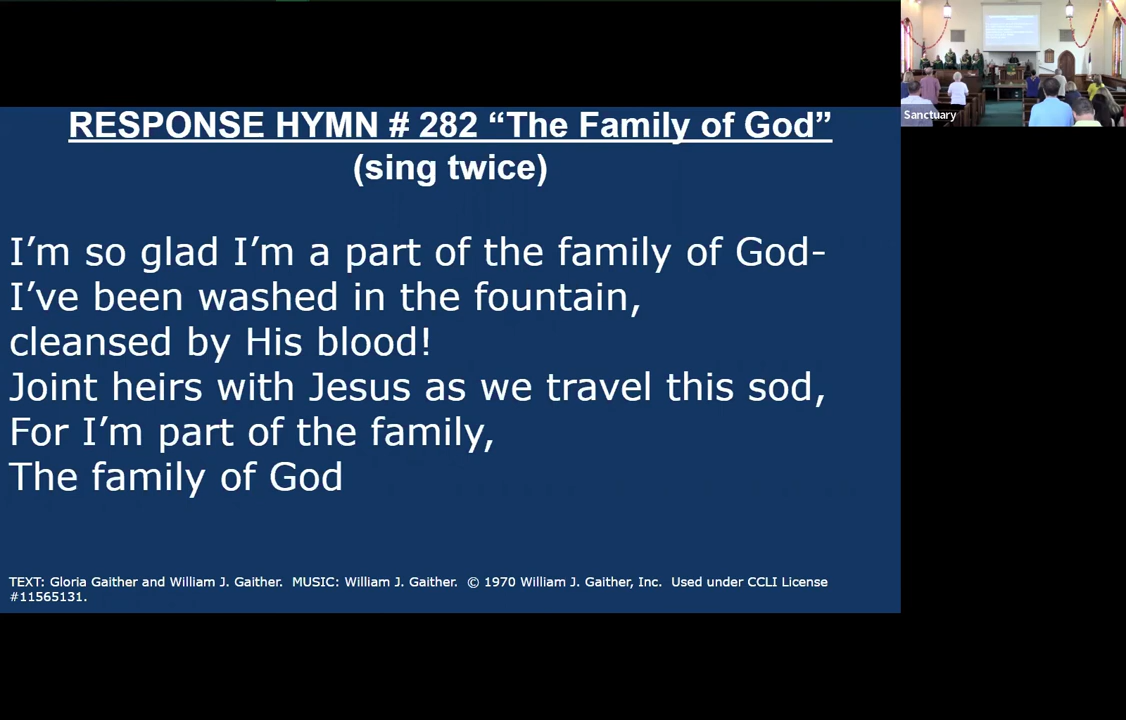 RESPONSE HYMN # 282 “The Family of God”
(sing twice)
I’m so glad I’m a part of the family of God-
I’ve been washed in the fountain,
cleansed by His blood!
Joint heirs with Jesus as we travel this sod,
For I’m part of the family,
The family of God
TEXT: Gloria Gaither and William J. Gaither.  MUSIC: William J. Gaither.  © 1970 William J. Gaither, Inc.  Used under CCLI License
#11565131.
Sanctuary